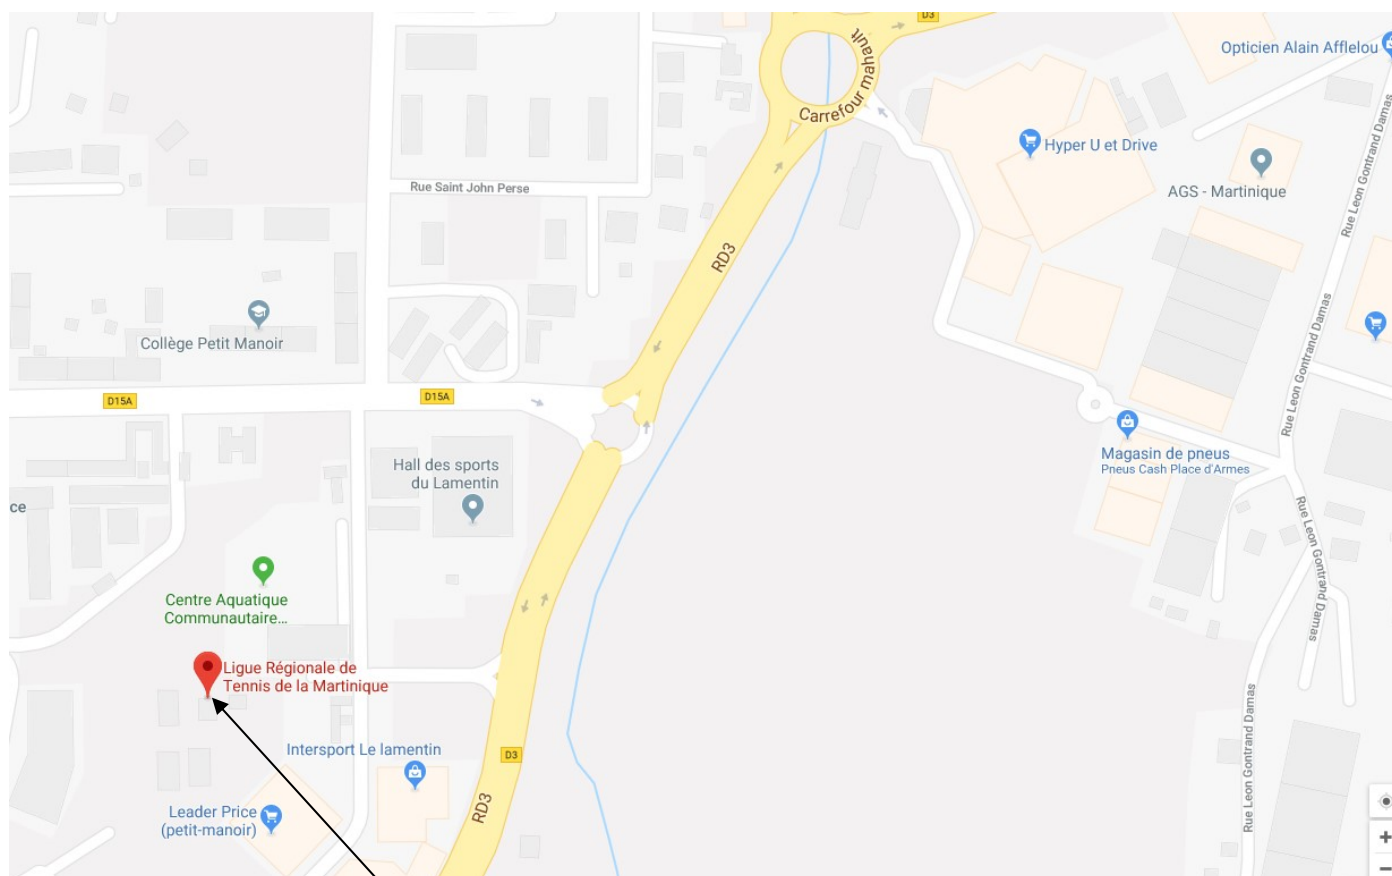 D3
Carrefour mahault
Opticien Alain Afflelou
Hyper U et Drive
AGS - Martinique
Rue Leon Gontrand Damas
Rue Saint John Perse
RD3
Rue Leon Gontrand Damas
Collège Petit Manoir
D15A
D15A
Magasin de pneus
Pneus Cash Place d'Armes
Hall des sports
du Lamentin
ce
Rue Leon Gontrand Damas
Centre Aquatique
Communautaire...
Ligue Régionale de
Tennis de la Martinique
Rue Leon Gontrand Damas
Intersport Le lamentin
D3
RD3
Leader Price
(petit-manoir)
+
−